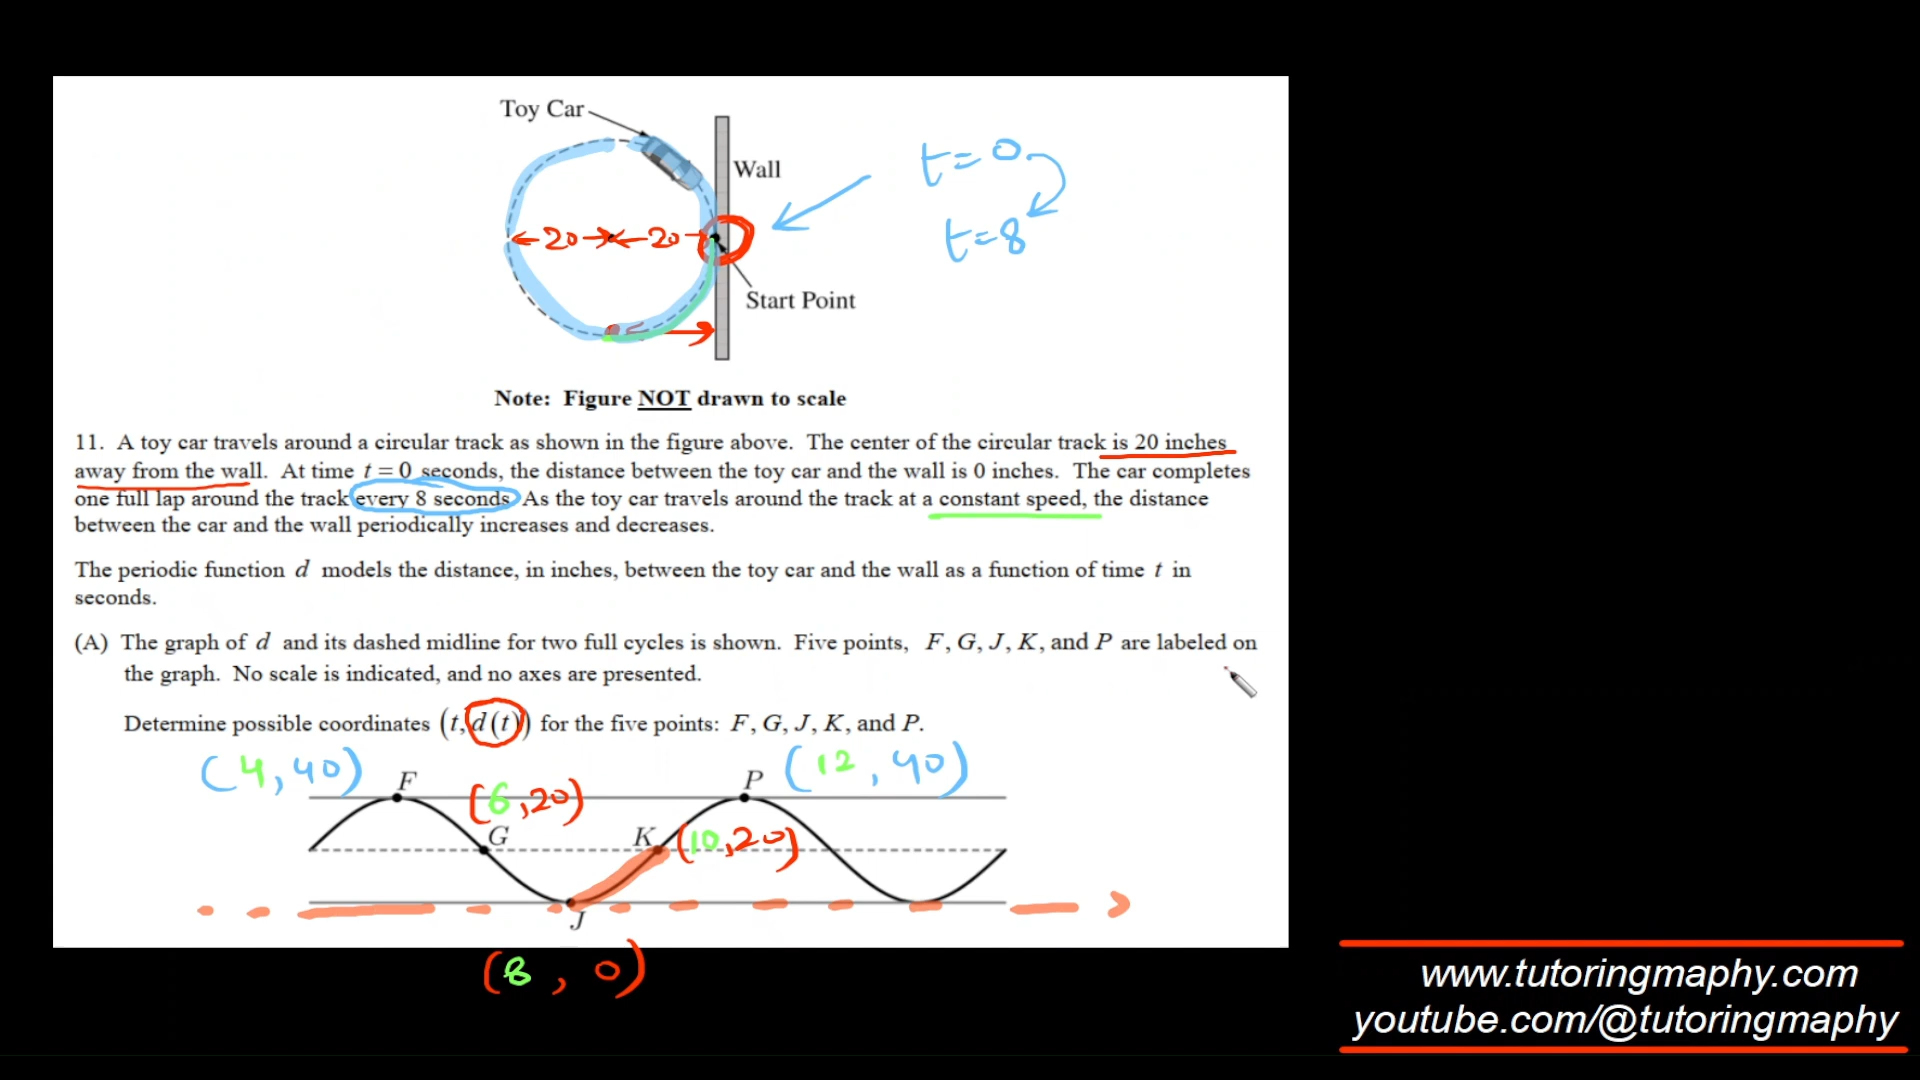 Toy Car
Wall
t=0
t=8
←20→←20
Start Point
Note: Figure NOT drawn to scale
11. A toy car travels around a circular track as shown in the figure above. The center of the circular track is 20 inches
away from the wall. At time t = 0 seconds, the distance between the toy car and the wall is 0 inches. The car completes
one full lap around the track every 8 seconds. As the toy car travels around the track at a constant speed, the distance
between the car and the wall periodically increases and decreases.
The periodic function d models the distance, in inches, between the toy car and the wall as a function of time t in
seconds.
(A) The graph of d and its dashed midline for two full cycles is shown. Five points, F, G, J, K, and P are labeled on
the graph. No scale is indicated, and no axes are presented.
Determine possible coordinates (t, d(t)) for the five points: F, G, J, K, and P.
(4,40) F (6,20) P (12,40)
G K (10,20)
J
(8, 0)
www.tutoringmaphy.com
youtube.com/@tutoringmaphy